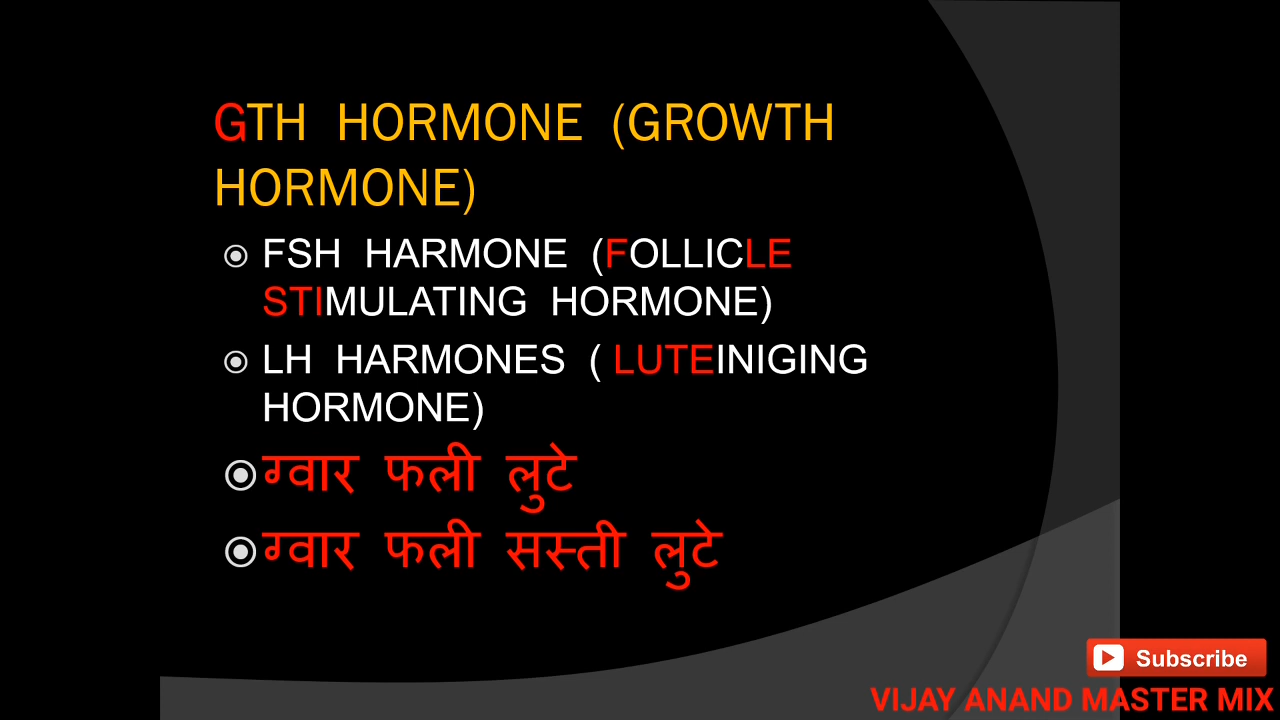 GTH HORMONE (GROWTH
HORMONE)
FSH HARMONE (FOLLICLE
STIMULATING HORMONE)
LH HARMONES ( LUTEINIGING
HORMONE)
ग्वार फली लुटे
ग्वार फली सस्ती लुटे
Subscribe
VIJAY ANAND MASTER MIX